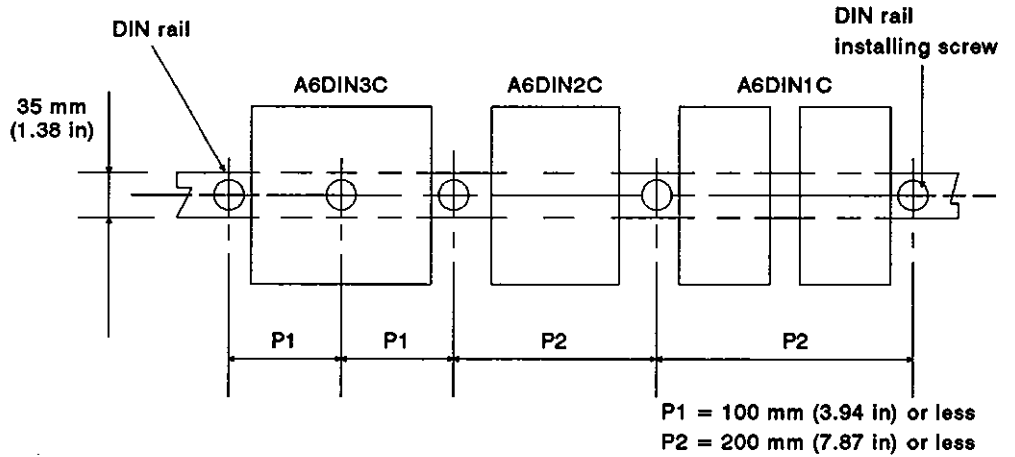 DIN rail
DIN rail
installing screw
A6DIN3C
A6DIN2C
A6DIN1C
35 mm
(1.38 in)
P1
P1
P2
P2
P1 = 100 mm (3.94 in) or less
P2 = 200 mm (7.87 in) or less